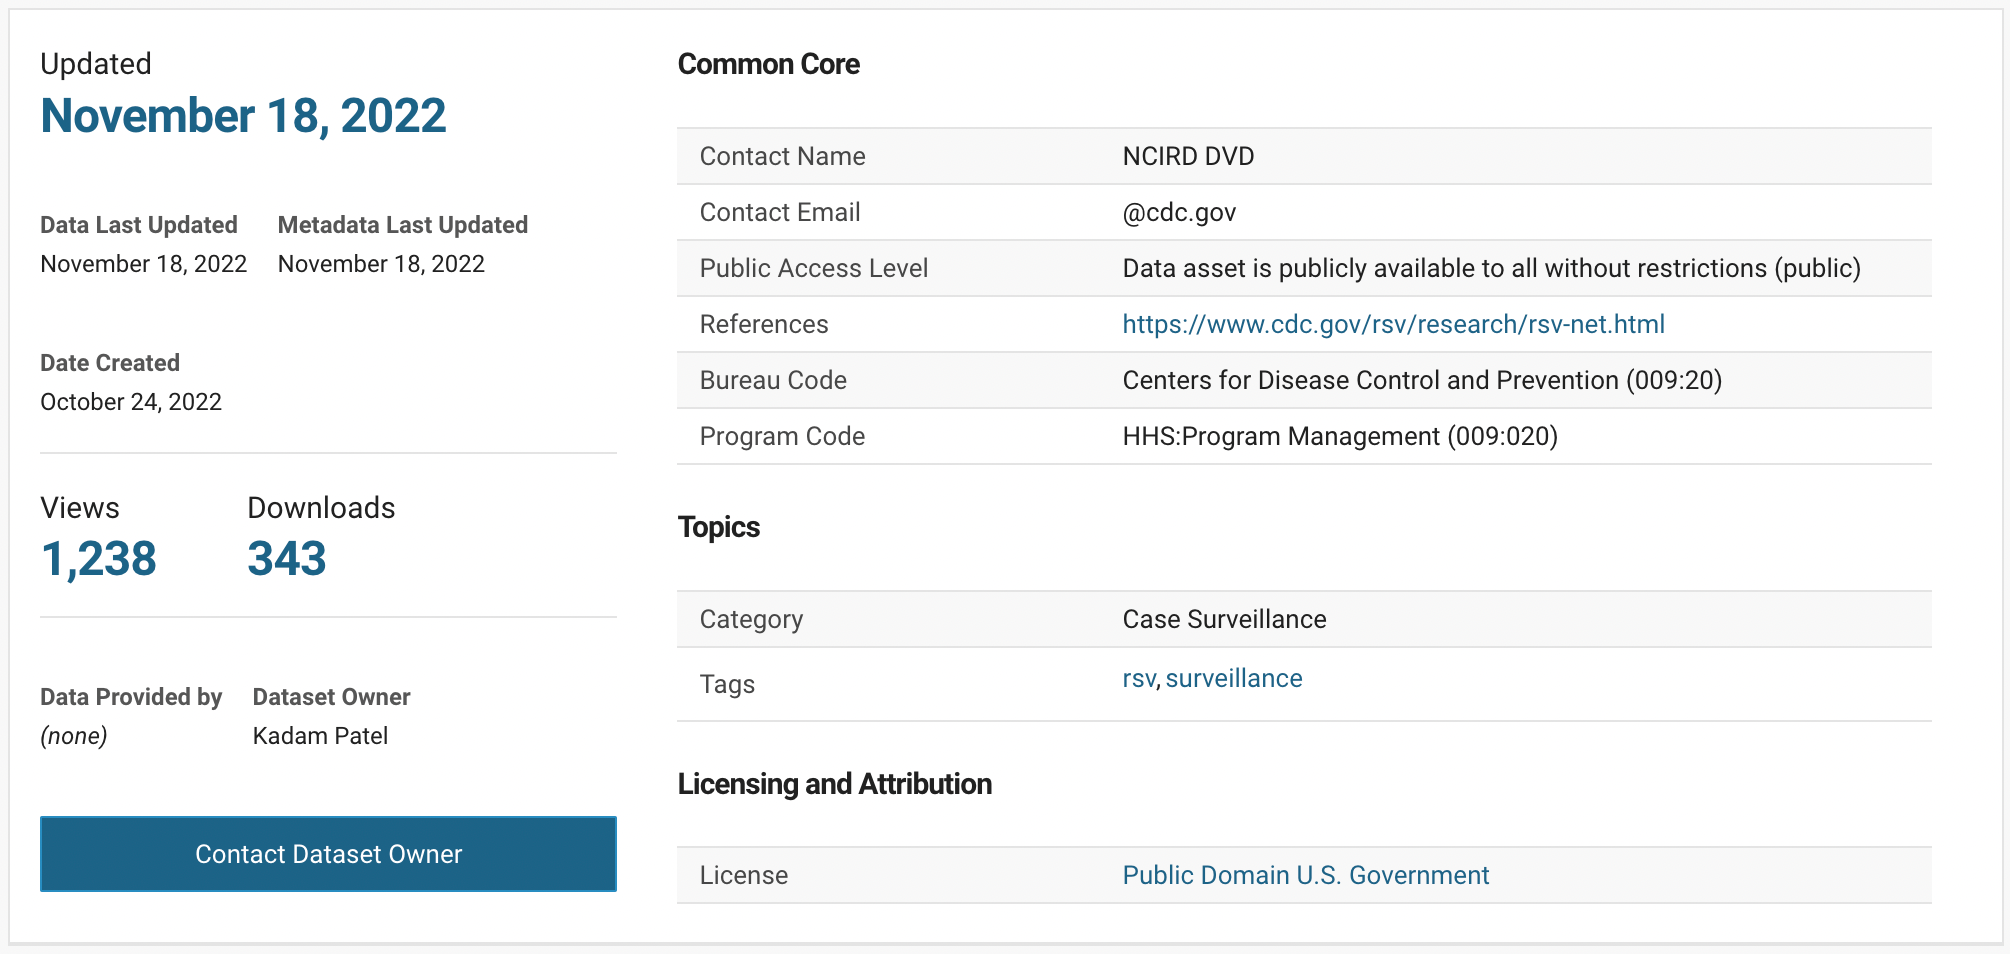 Updated
November 18, 2022
Data Last Updated Metadata Last Updated
November 18, 2022 November 18, 2022
Date Created
October 24, 2022
Views Downloads
1,238 343
Data Provided by Dataset Owner
(none) Kadam Patel
Contact Dataset Owner
Common Core
Contact Name NCIRD DVD
Contact Email @cdc.gov
Public Access Level Data asset is publicly available to all without restrictions (public)
References https://www.cdc.gov/rsv/research/rsv-net.html
Bureau Code Centers for Disease Control and Prevention (009:20)
Program Code HHS:Program Management (009:020)
Topics
Category Case Surveillance
Tags rsv, surveillance
Licensing and Attribution
License Public Domain U.S. Government